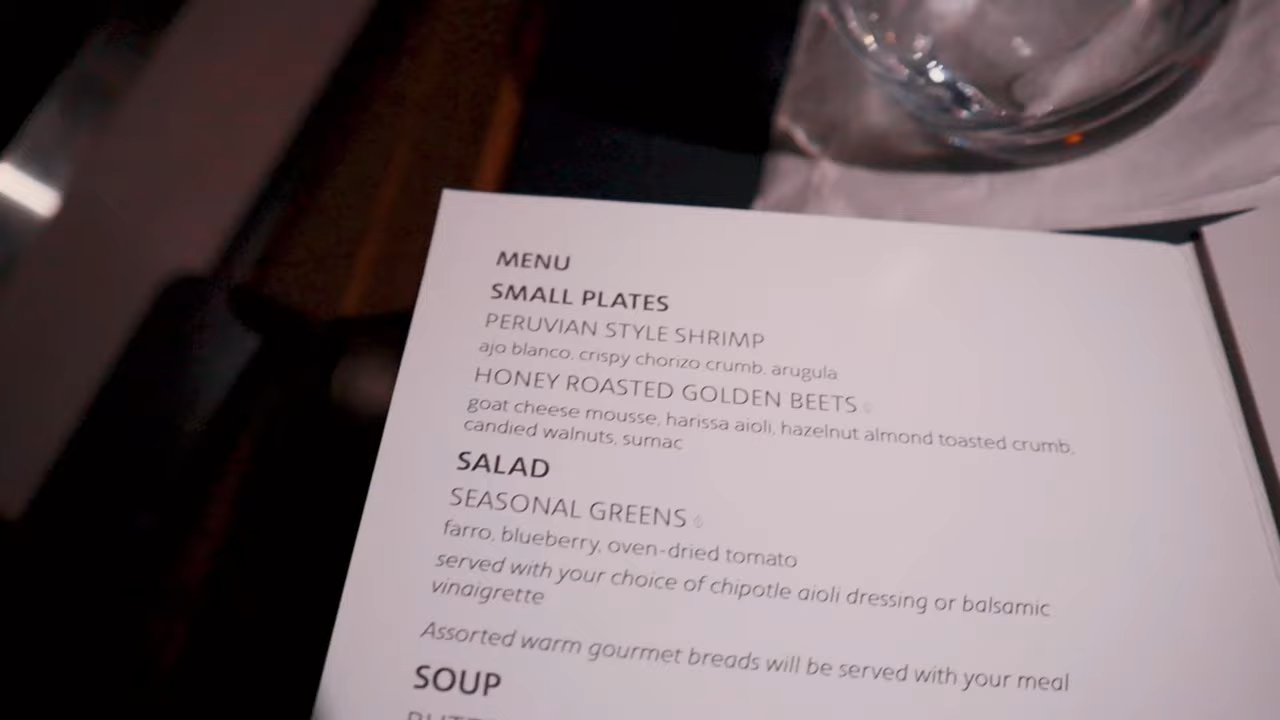 MENU
SMALL PLATES
PERUVIAN STYLE SHRIMP
ajo blanco, crispy chorizo crumb, arugula
HONEY ROASTED GOLDEN BEETS
goat cheese mousse, harissa aioli, hazelnut almond toasted crumb,
candied walnuts, sumac
SALAD
SEASONAL GREENS
farro, blueberry, oven-dried tomato
served with your choice of chipotle aioli dressing or balsamic
vinaigrette
Assorted warm gourmet breads will be served with your meal
SOUP